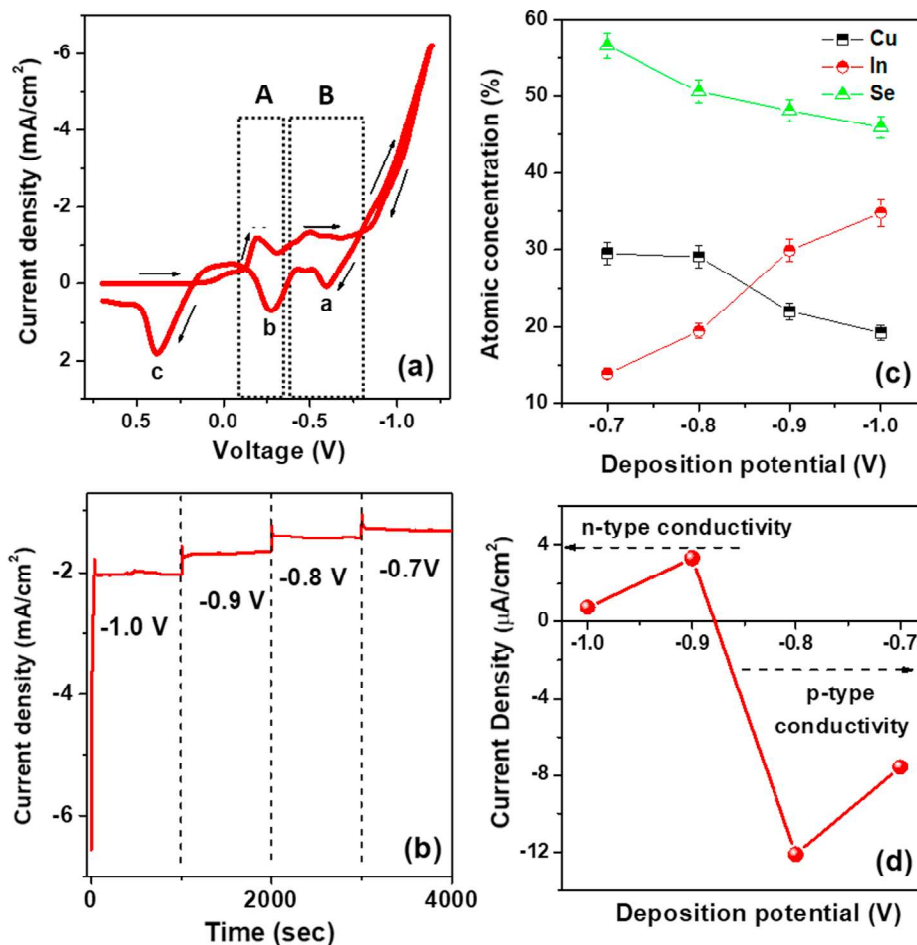 -6
-4
-2
0
2
Current density (mA/cm²)
A
B
a
b
c
(a)
0.5
0.0
-0.5
-1.0
Voltage (V)
60
50
40
30
20
10
Atomic concentration (%)
Cu
In
Se
(c)
-0.7
-0.8
-0.9
-1.0
Deposition potential (V)
-2
-4
-6
Current density (mA/cm²)
-1.0 V
-0.9 V
-0.8 V
-0.7V
(b)
0
2000
4000
Time (sec)
4
0
-4
-8
-12
Current Density (μA/cm²)
n-type conductivity
-1.0
-0.9
-0.8
-0.7
p-type
conductivity
(d)
Deposition potential (V)